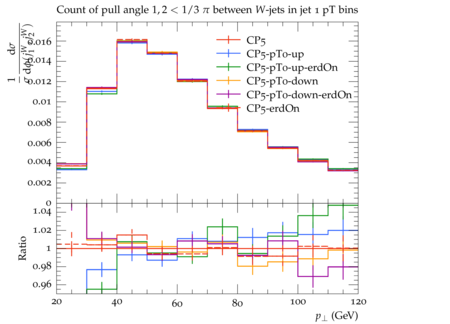 Count of pull angle 1, 2 < 1/3 π between W-jets in jet 1 pT bins
CP5
CP5-pTo-up
CP5-pTo-up-erdOn
CP5-pTo-down
CP5-pTo-down-erdOn
CP5-erdOn
0.016
0.014
0.012
0.01
0.008
0.006
0.004
0.002
0
Ratio
1.04
1.02
1
0.98
0.96
20 40 60 80 100 120
p⊥ (GeV)